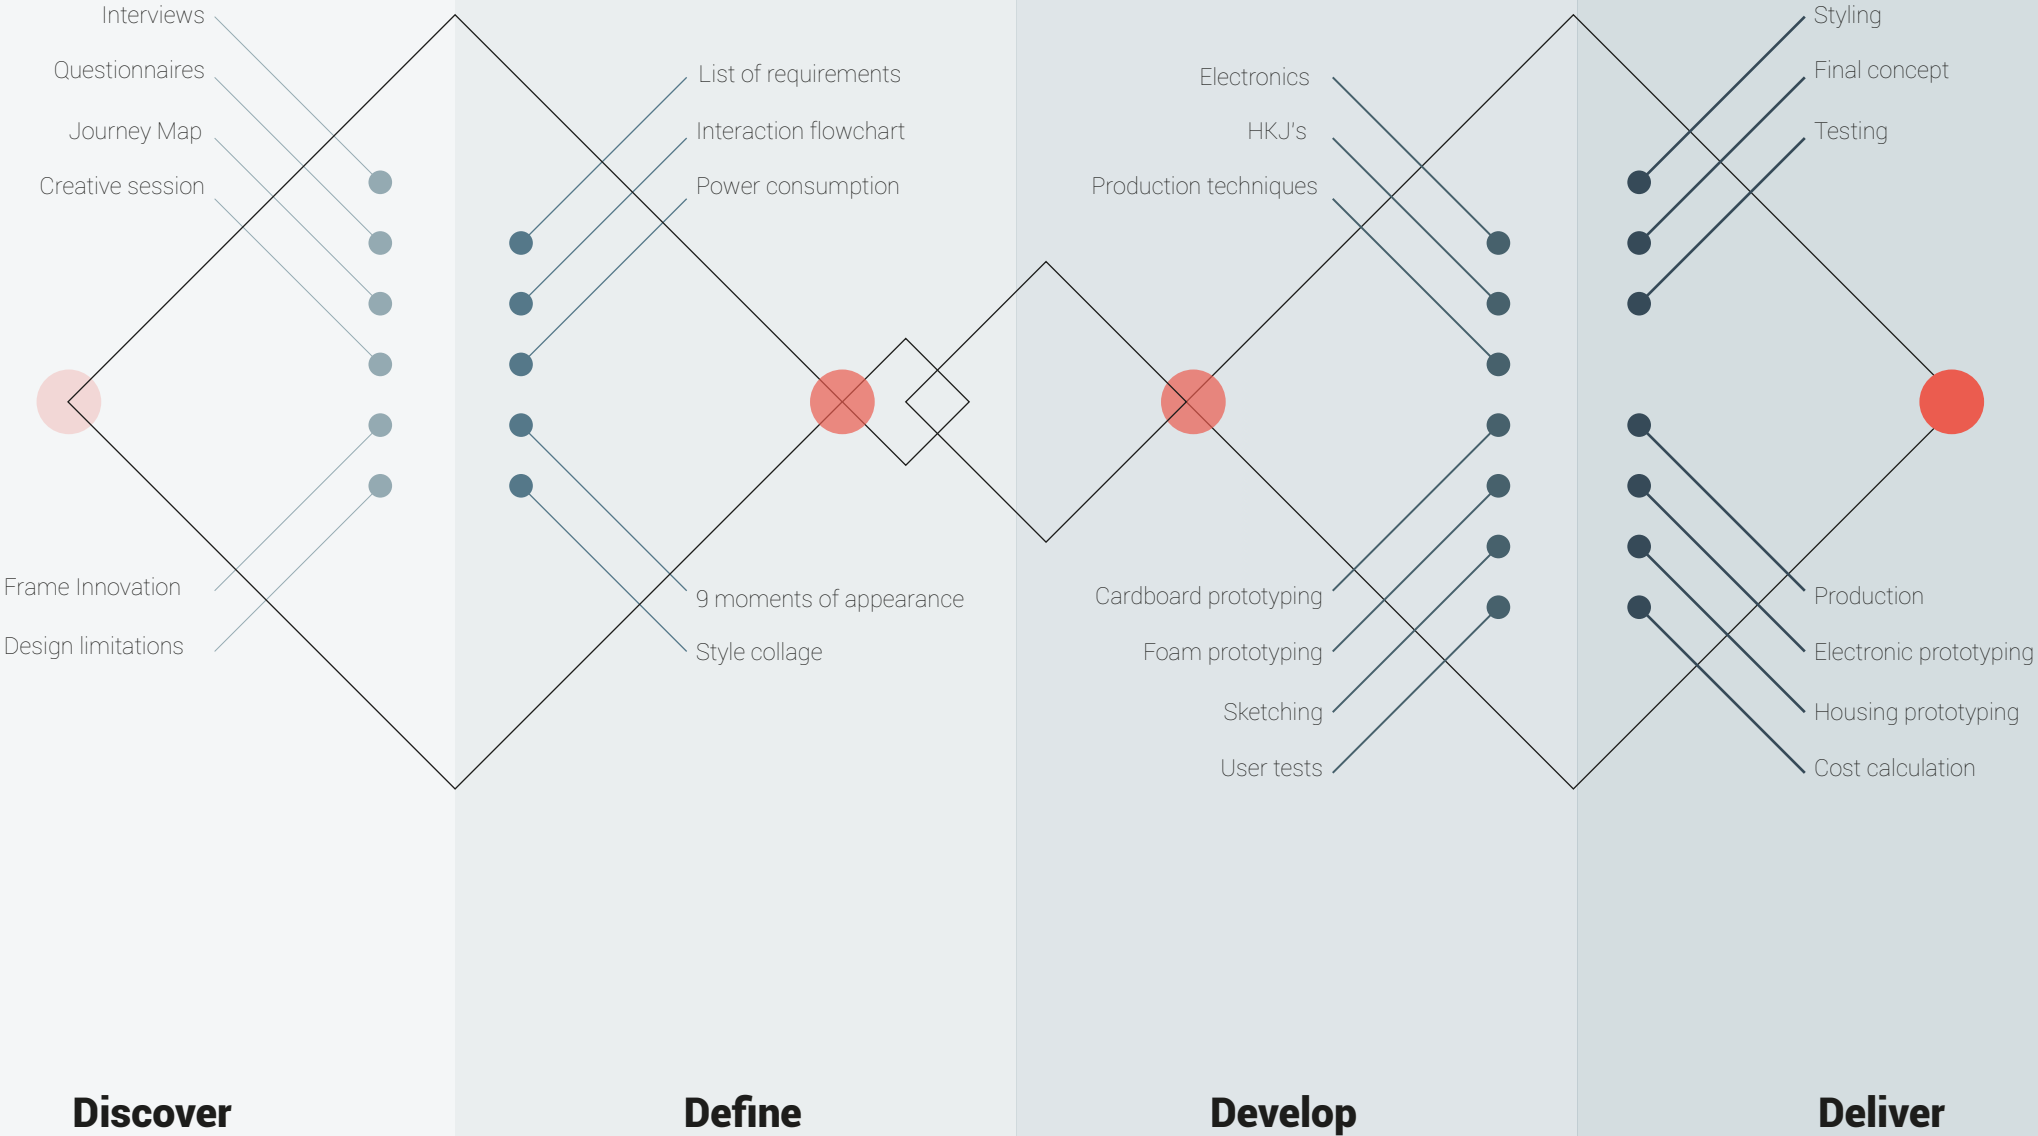 Interviews
Questionnaires
Journey Map
Creative session
Frame Innovation
Design limitations
List of requirements
Interaction flowchart
Power consumption
9 moments of appearance
Style collage
Electronics
HKJ's
Production techniques
Cardboard prototyping
Foam prototyping
Sketching
User tests
Styling
Final concept
Testing
Production
Electronic prototyping
Housing prototyping
Cost calculation
Discover
Define
Develop
Deliver